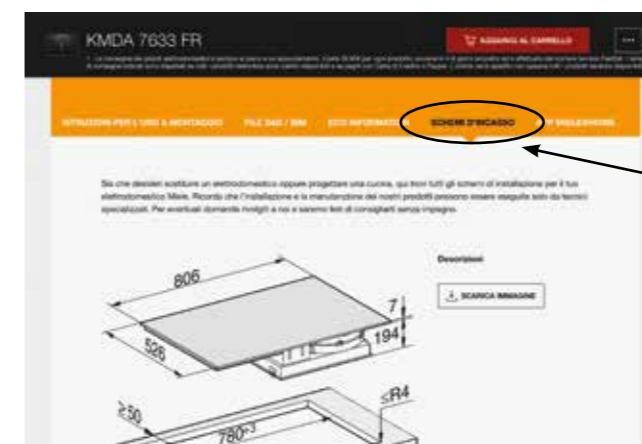 KMDA 7633 FR
AGGIUNGI AL CARRELLO
ISTRUZIONI PER L'USO & MONTAGGIO
FILE CAD / BIM
ECO INFORMATION
SCHEMI D'INCASSO
Sia che desideri sostituire un elettrodomestico oppure progettare una cucina, qui trovi tutti gli schemi di installazione per il tuo
elettrodomestico Miele. Ricorda che l'installazione e la manutenzione dei nostri prodotti possono essere eseguite solo da tecnici
specializzati. Per eventuali domande rivolgiti a noi e saremo lieti di consigliarti senza impegno.
Descrizioni
SCARICA IMMAGINE
806
526
7
194
≤R4
≥50
780+3